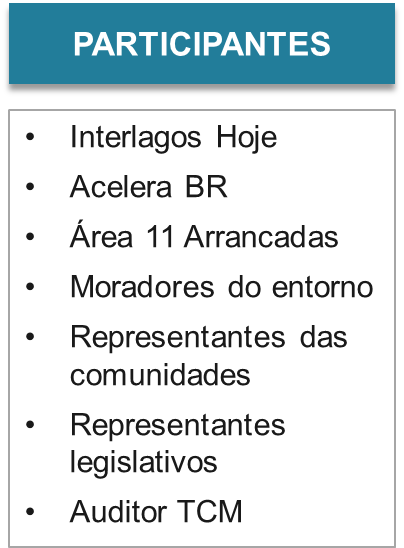 PARTICIPANTES
• Interlagos Hoje
• Acelera BR
• Área 11 Arrancadas
• Moradores do entorno
• Representantes das
comunidades
• Representantes
legislativos
• Auditor TCM